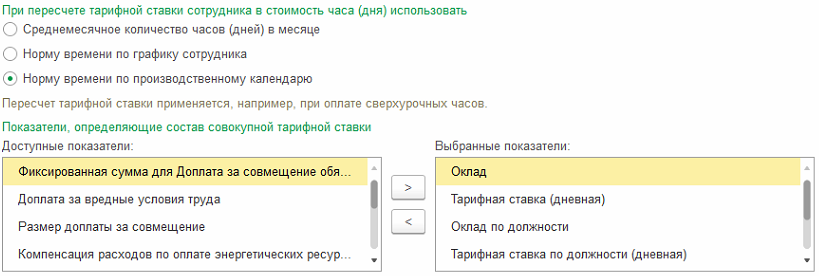 При пересчете тарифной ставки сотрудника в стоимость часа (дня) использовать
Среднемесячное количество часов (дней) в месяце
Норму времени по графику сотрудника
Норму времени по производственному календарю
Пересчет тарифной ставки применяется, например, при оплате сверхурочных часов.
Показатели, определяющие состав совокупной тарифной ставки
Доступные показатели:
Фиксированная сумма для Доплата за совмещение обя...
Доплата за вредные условия труда
Размер доплаты за совмещение
Компенсация расходов по оплате энергетических ресур...
>
<
Выбранные показатели:
Оклад
Тарифная ставка (дневная)
Оклад по должности
Тарифная ставка по должности (дневная)